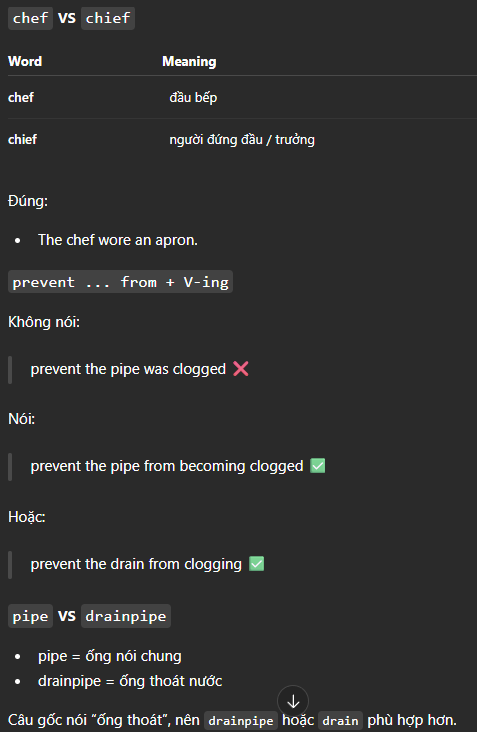 chef vs chief
Word Meaning
chef đầu bếp
chief người đứng đầu / trưởng
Đúng:
• The chef wore an apron.
prevent ... from + V-ing
Không nói:
prevent the pipe was clogged ❌
Nói:
prevent the pipe from becoming clogged ✅
Hoặc:
prevent the drain from clogging ✅
pipe vs drainpipe
• pipe = ống nói chung
• drainpipe = ống thoát nước
Câu gốc nói “ống thoát”, nên drainpipe hoặc drain phù hợp hơn.